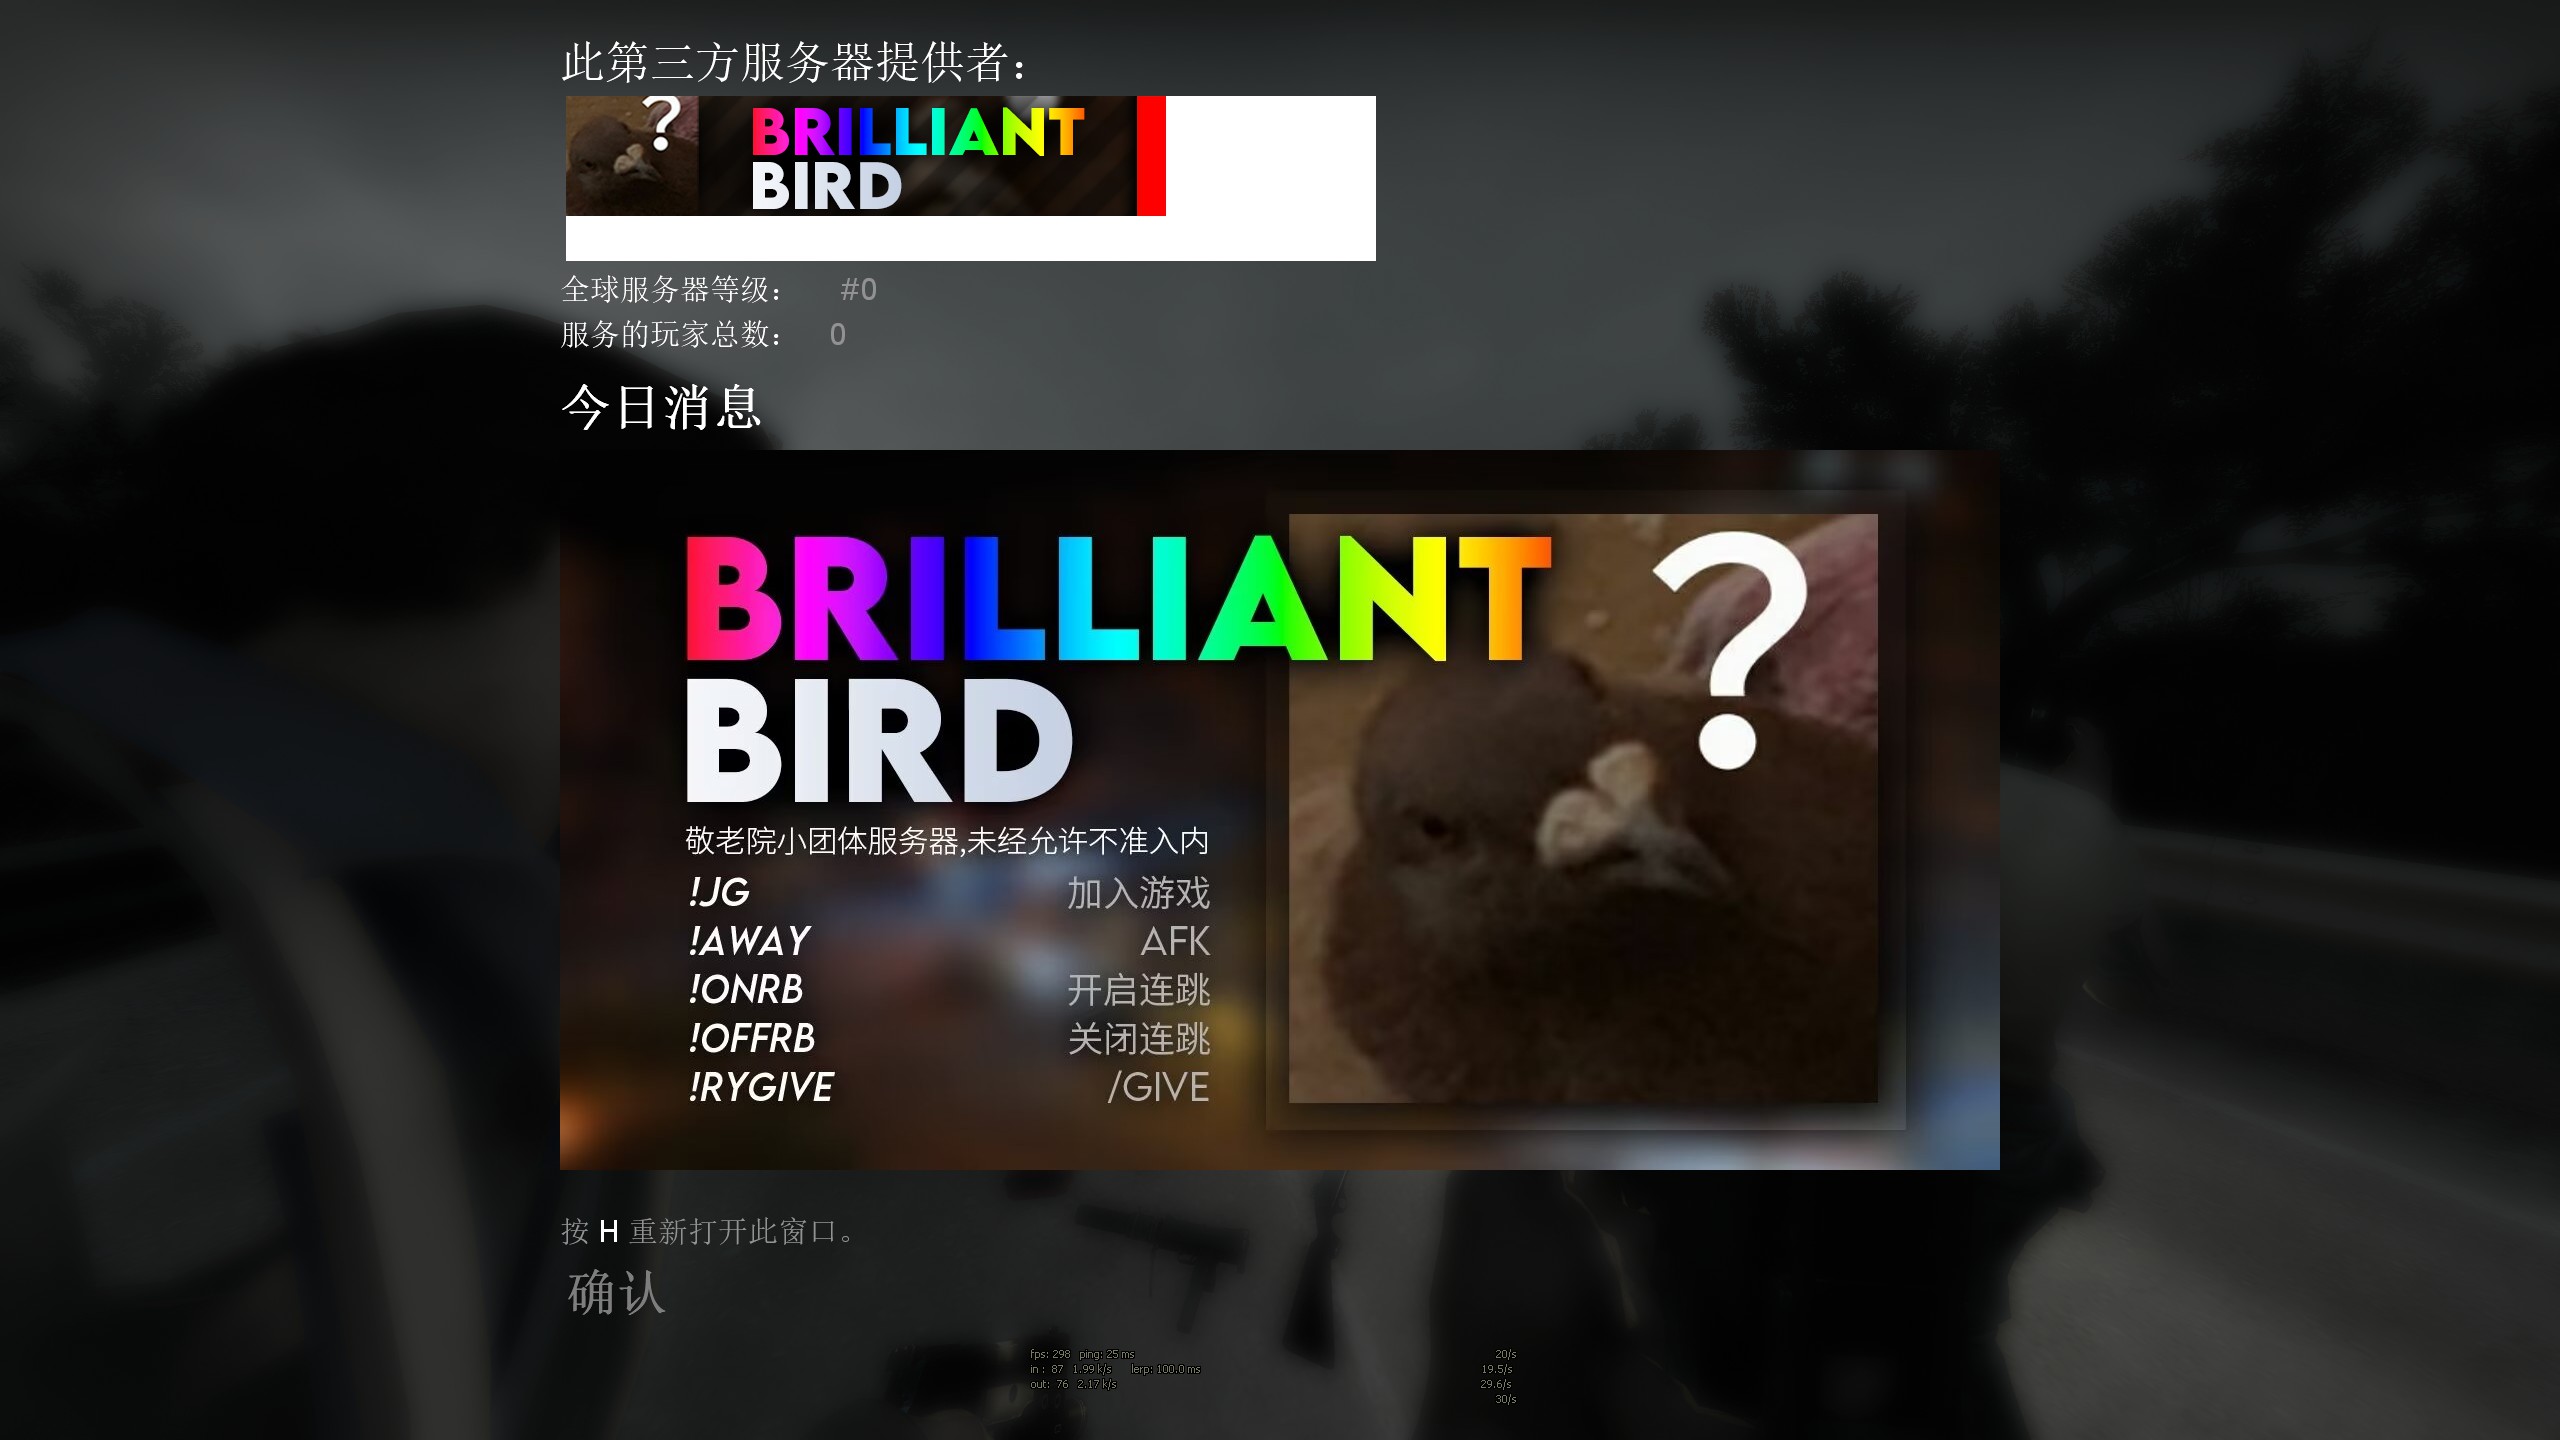 此第三方服务器提供者：
?
BRILLIANT
BIRD
全球服务器等级： #0
服务的玩家总数： 0
今日消息
BRILLIANT
BIRD
?
敬老院小团体服务器,未经允许不准入内
!JG 加入游戏
!AWAY AFK
!ONRB 开启连跳
!OFFRB 关闭连跳
!RYGIVE /GIVE
按 H 重新打开此窗口。
确认
fps: 298 ping: 25 ms 20/s
in : 87 1.99 k/s lerp: 100.0 ms 19.5/s
out: 76 2.17 k/s 29.6/s
30/s